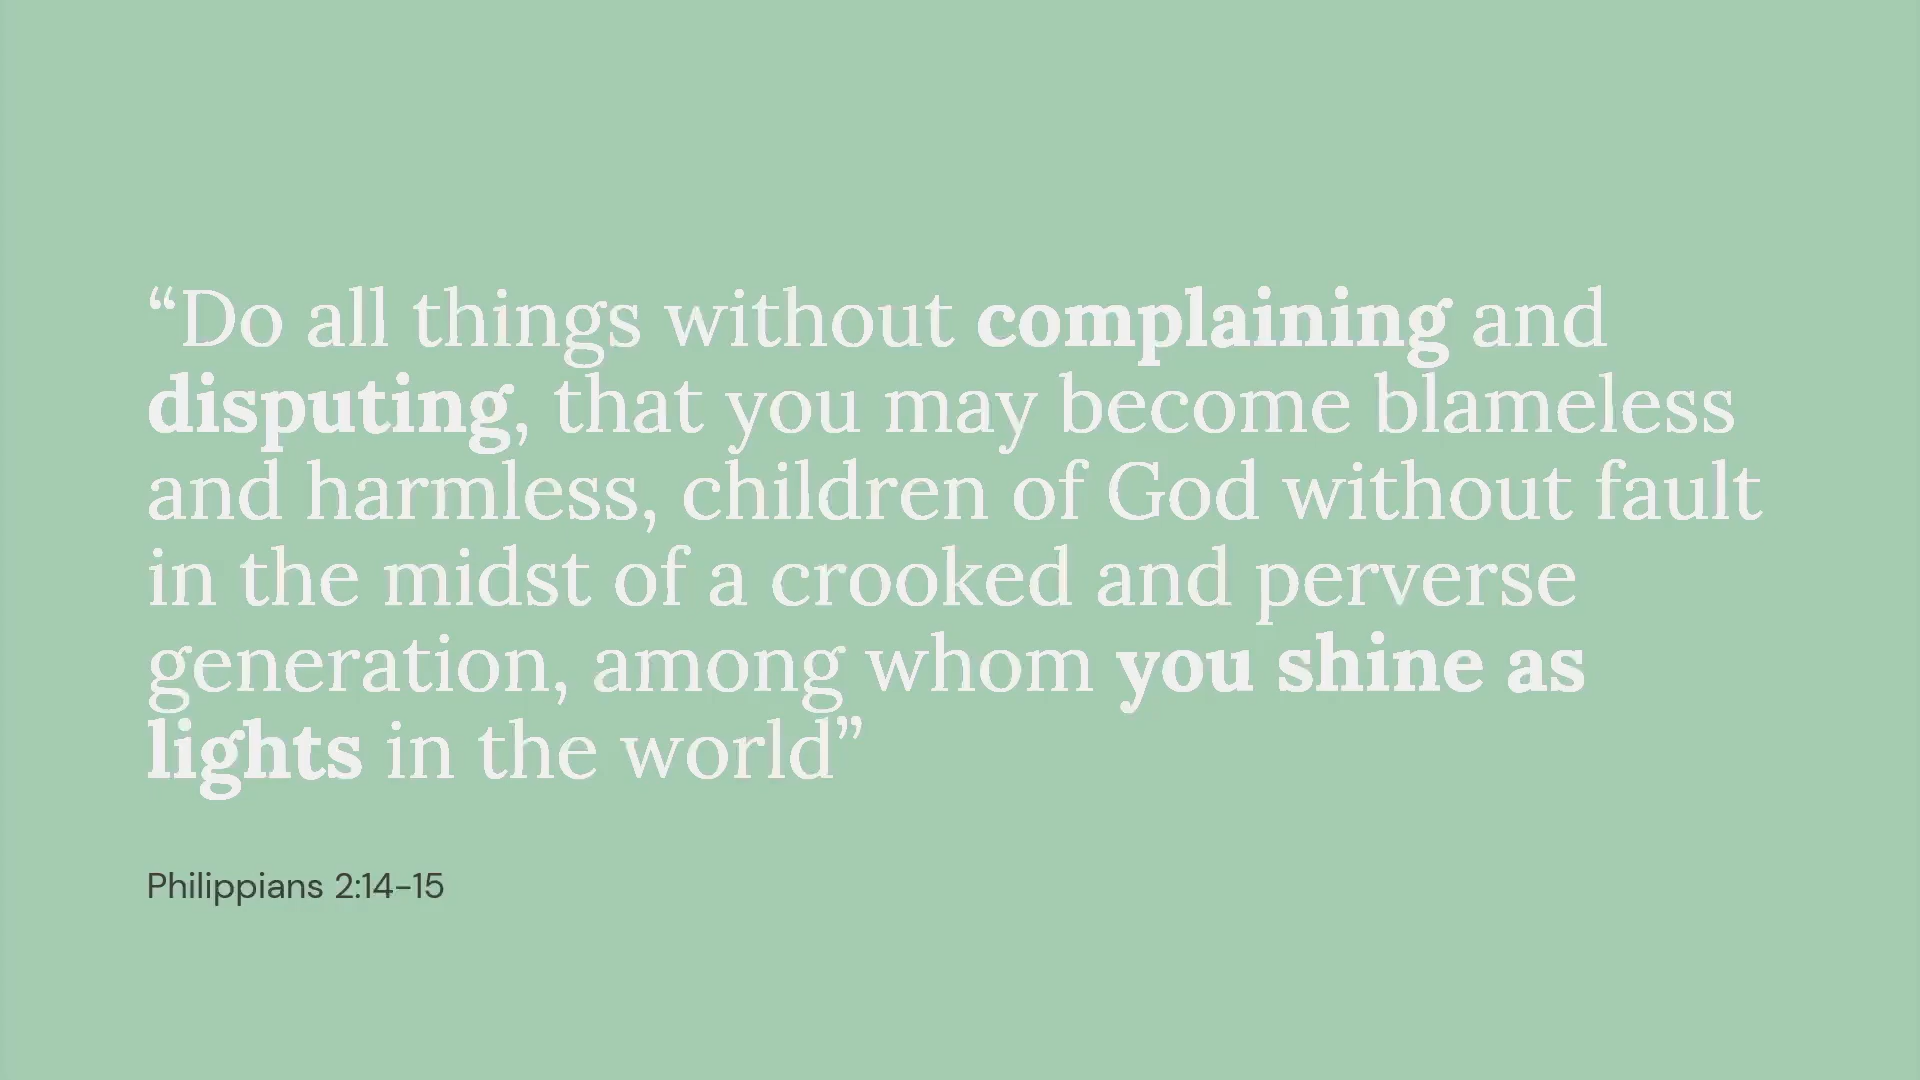 “Do all things without complaining and
disputing, that you may become blameless
and harmless, children of God without fault
in the midst of a crooked and perverse
generation, among whom you shine as
lights in the world”
Philippians 2:14-15